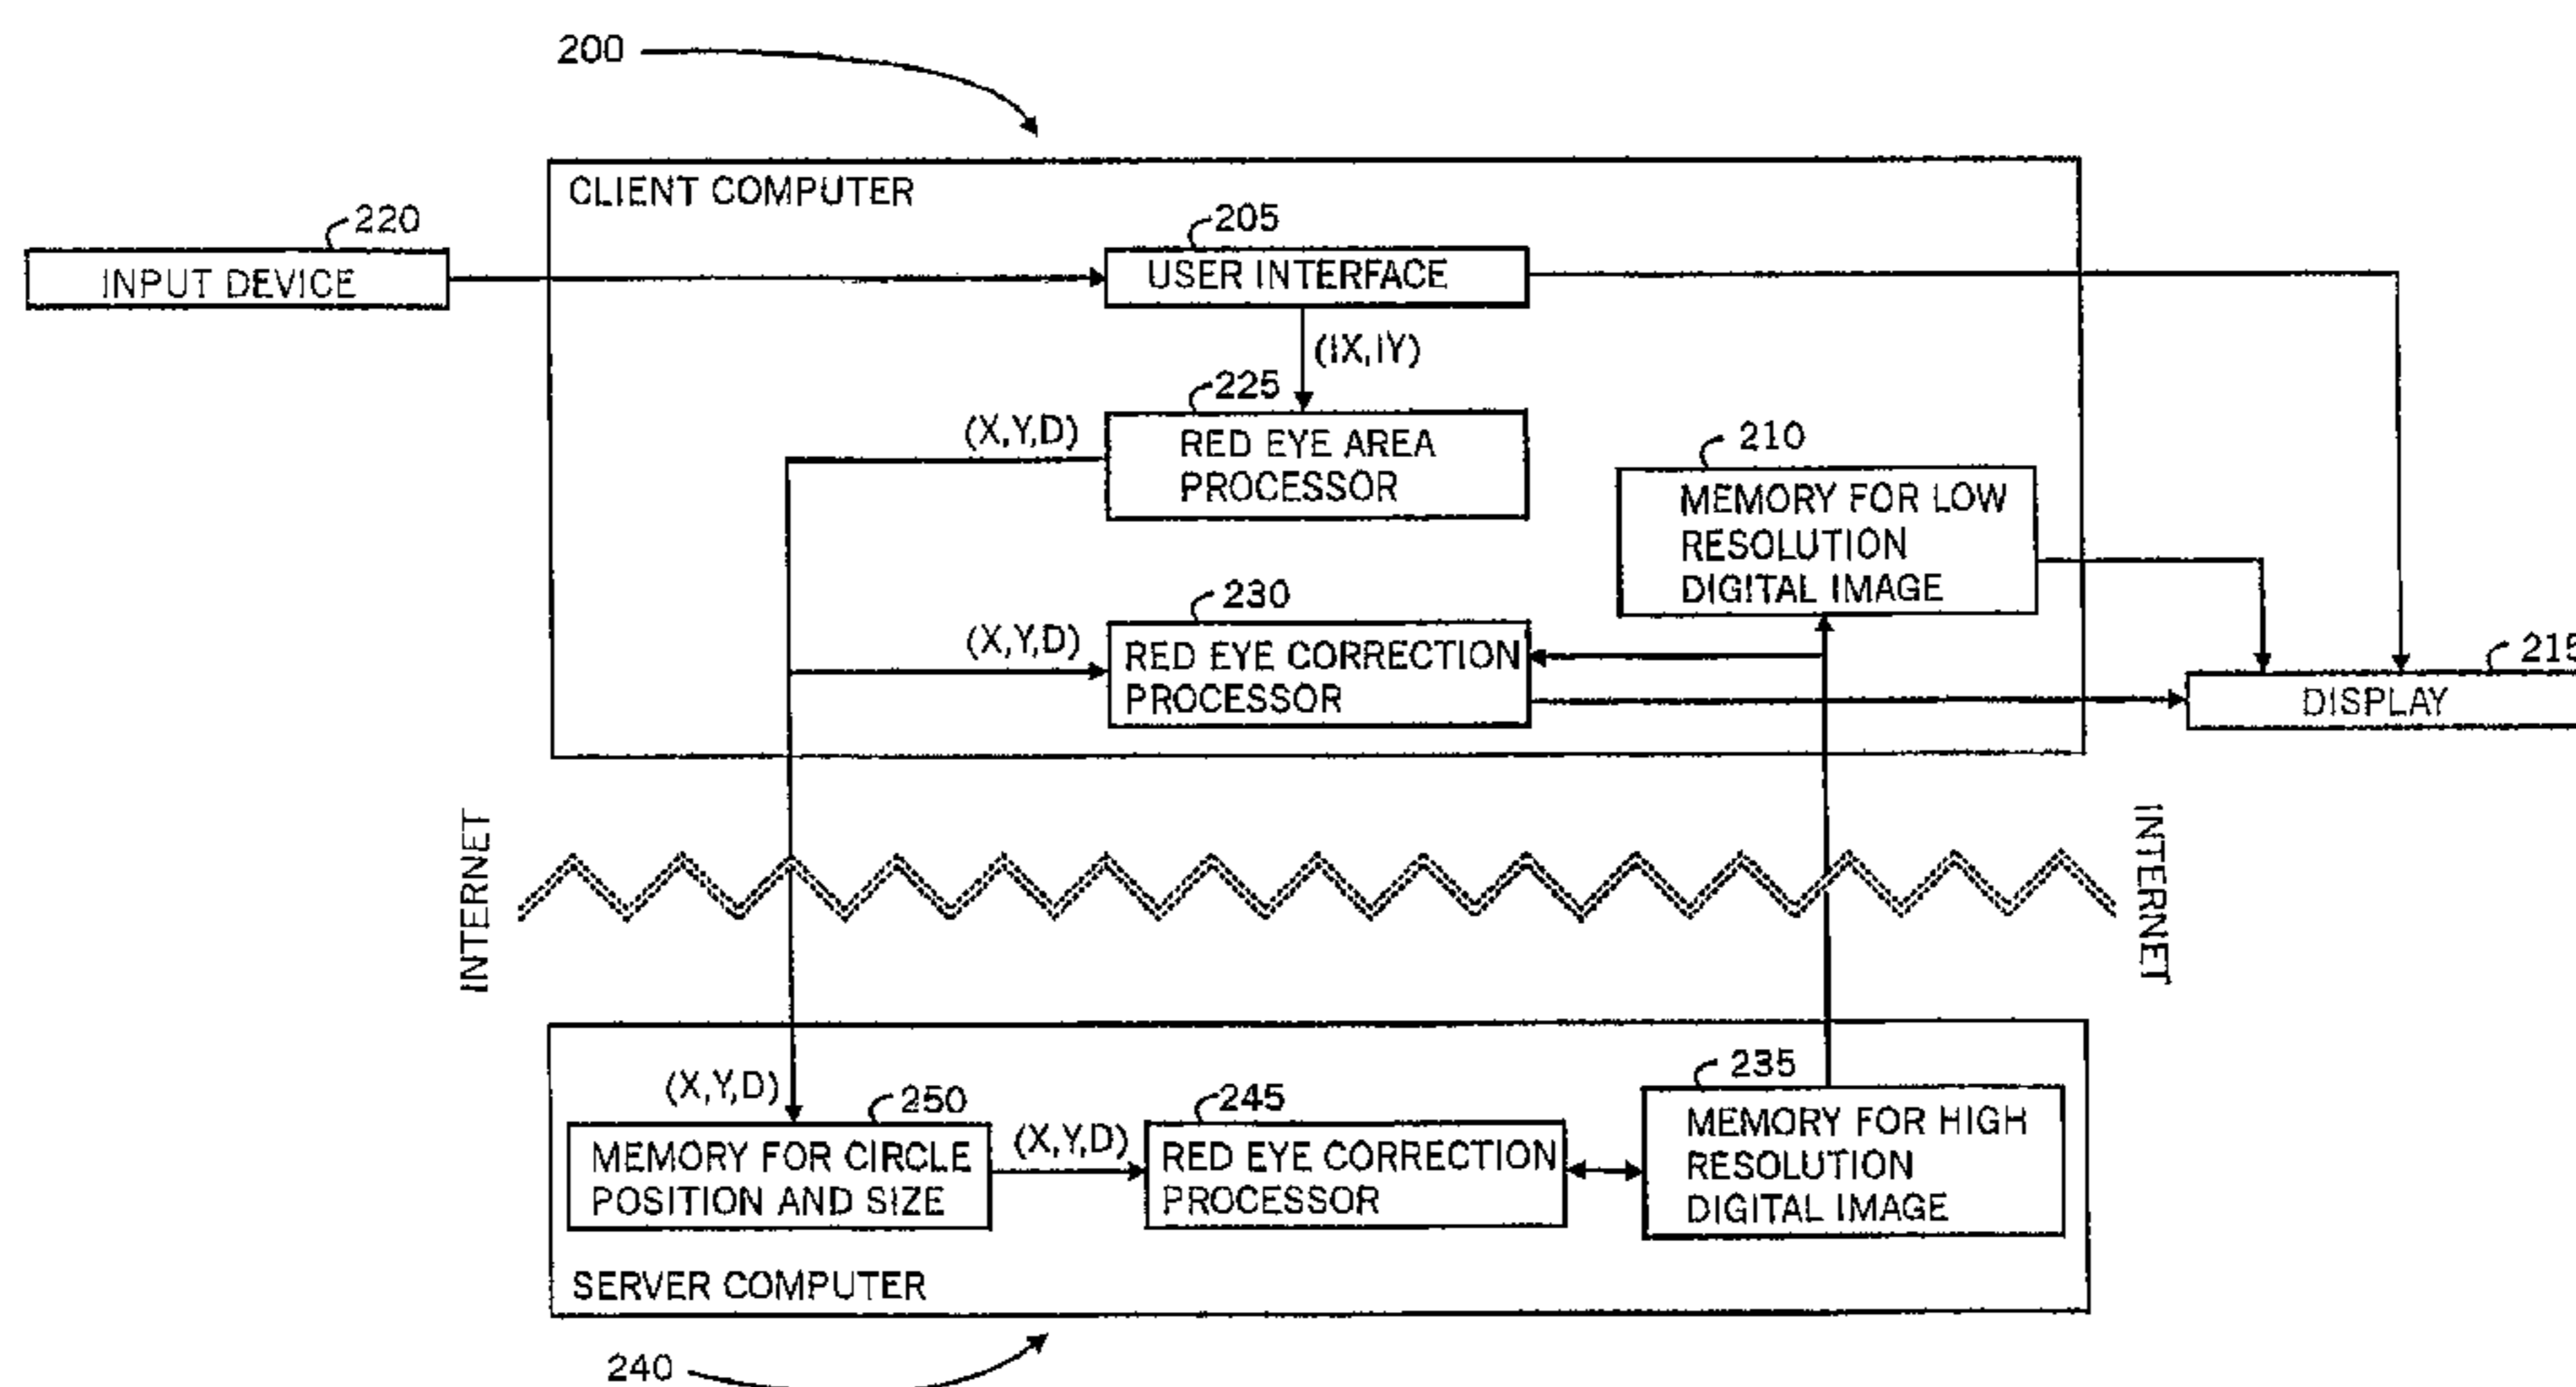 200
CLIENT COMPUTER
220
INPUT DEVICE
205
USER INTERFACE
(IX,IY)
225
(X,Y,D)
RED EYE AREA
PROCESSOR
210
MEMORY FOR LOW
RESOLUTION
DIGITAL IMAGE
230
(X,Y,D)
RED EYE CORRECTION
PROCESSOR
215
DISPLAY
INTERNET
INTERNET
(X,Y,D)
250
MEMORY FOR CIRCLE
POSITION AND SIZE
(X,Y,D)
245
RED EYE CORRECTION
PROCESSOR
235
MEMORY FOR HIGH
RESOLUTION
DIGITAL IMAGE
SERVER COMPUTER
240